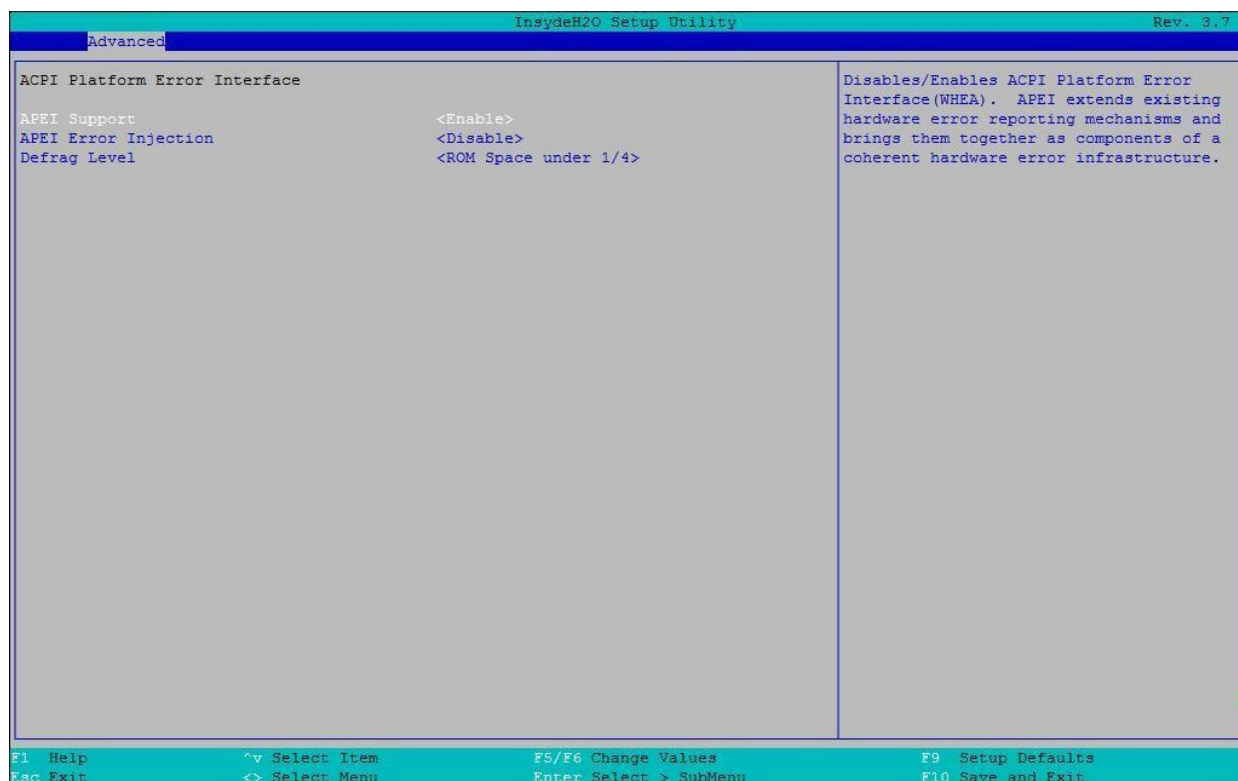 InsydeH2O Setup Utility Rev. 3.7
Advanced
ACPI Platform Error Interface
APEI Support <Enable>
APEI Error Injection <Disable>
Defrag Level <ROM Space under 1/4>
Disables/Enables ACPI Platform Error
Interface(WHEA). APEI extends existing
hardware error reporting mechanisms and
brings them together as components of a
coherent hardware error infrastructure.
F1 Help ^v Select Item F5/F6 Change Values F9 Setup Defaults
Esc Exit <> Select Menu Enter Select > SubMenu F10 Save and Exit